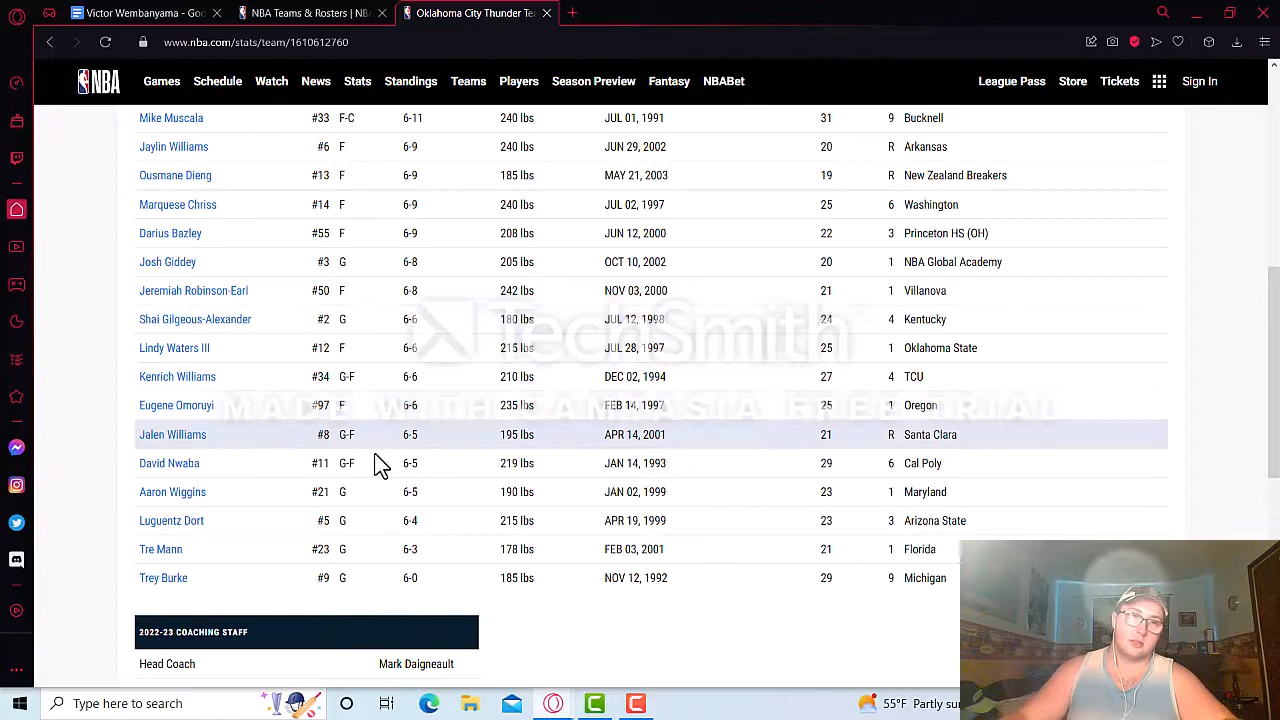 Victor Wembanyama - Google
NBA Teams & Rosters | NB
Oklahoma City Thunder Te
www.nba.com/stats/team/1610612760
NBA Games Schedule Watch News Stats Standings Teams Players Season Preview Fantasy NBABet League Pass Store Tickets Sign In
Mike Muscala #33 F-C 6-11 240 lbs JUL 01, 1991 31 9 Bucknell
Jaylin Williams #6 F 6-9 240 lbs JUN 29, 2002 20 R Arkansas
Ousmane Dieng #13 F 6-9 185 lbs MAY 21, 2003 19 R New Zealand Breakers
Marquese Chriss #14 F 6-9 240 lbs JUL 02, 1997 25 6 Washington
Darius Bazley #55 F 6-9 208 lbs JUN 12, 2000 22 3 Princeton HS (OH)
Josh Giddey #3 G 6-8 205 lbs OCT 10, 2002 20 1 NBA Global Academy
Jeremiah Robinson-Earl #50 F 6-8 242 lbs NOV 03, 2000 21 1 Villanova
Shai Gilgeous-Alexander #2 G 6-6 180 lbs JUL 12, 1998 24 4 Kentucky
TechSmith
Lindy Waters III #12 F 6-6 215 lbs JUL 28, 1997 25 1 Oklahoma State
Kenrich Williams #34 G-F 6-6 210 lbs DEC 02, 1994 27 4 TCU
Eugene Omoruyi #97 F 6-6 235 lbs FEB 14, 1997 25 1 Oregon
MADE WITH CAMTASIA FREE TRIAL
Jalen Williams #8 G-F 6-5 195 lbs APR 14, 2001 21 R Santa Clara
David Nwaba #11 G-F 6-5 219 lbs JAN 14, 1993 29 6 Cal Poly
Aaron Wiggins #21 G 6-5 190 lbs JAN 02, 1999 23 1 Maryland
Luguentz Dort #5 G 6-4 215 lbs APR 19, 1999 23 3 Arizona State
Tre Mann #23 G 6-3 178 lbs FEB 03, 2001 21 1 Florida
Trey Burke #9 G 6-0 185 lbs NOV 12, 1992 29 9 Michigan
2022-23 COACHING STAFF
Head Coach Mark Daigneault
Type here to search
55°F Partly su